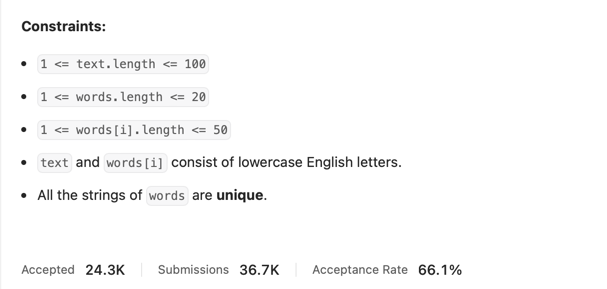 Constraints:
• 1 <= text.length <= 100
• 1 <= words.length <= 20
• 1 <= words[i].length <= 50
• text and words[i] consist of lowercase English letters.
• All the strings of words are unique.
Accepted 24.3K Submissions 36.7K Acceptance Rate 66.1%